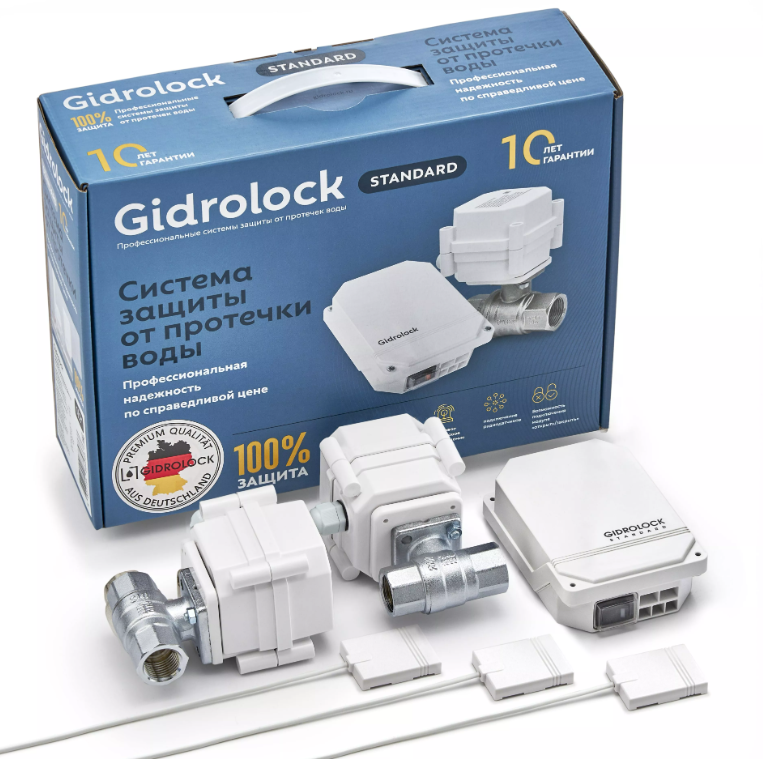 Gidrolock
STANDARD
Профессиональные
системы защиты
от протечек воды
100%
ЗАЩИТА
10 ЛЕТ
ГАРАНТИИ
Система
защиты
от протечки
воды
Профессиональная
надежность
по справедливой цене
Gidrolock
STANDARD
Профессиональные системы защиты от протечек воды
10 ЛЕТ
ГАРАНТИИ
Система
защиты
от протечки
воды
Профессиональная
надежность
по справедливой цене
Gidrolock
PREMIUM QUALITÄT
GIDROLOCK
AUS DEUTSCHLAND
100%
ЗАЩИТА
Возможность
GIDROLOCK
STANDARD